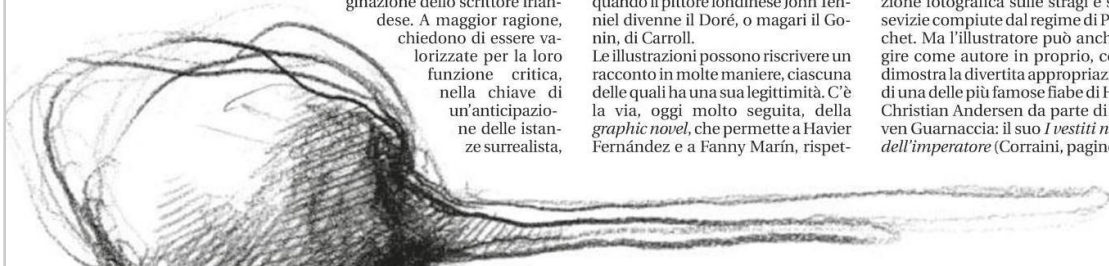 ginazione dello scrittore irlan-
dese. A maggior ragione,
chiedono di essere va-
lorizzate per la loro
funzione critica,
nella chiave di
un'anticipazio-
ne delle istan-
ze surrealista,
quando il pittore londinese John Ten-
niel divenne il Doré, o magari il Go-
nin, di Carroll.
Le illustrazioni possono riscrivere un
racconto in molte maniere, ciascuna
delle quali ha una sua legittimità. C'è
la via, oggi molto seguita, della
graphic novel, che permette a Havier
Fernández e a Fanny Marín, rispet-
zione fotografica sulle stragi e s
sevizie compiute dal regime di P
chet. Ma l'illustratore può anch
gire come autore in proprio, co
dimostra la divertita appropriaz
di una delle più famose fiabe di H
Christian Andersen da parte di
ven Guarnaccia: il suo I vestiti n
dell'imperatore (Corraini, pagin